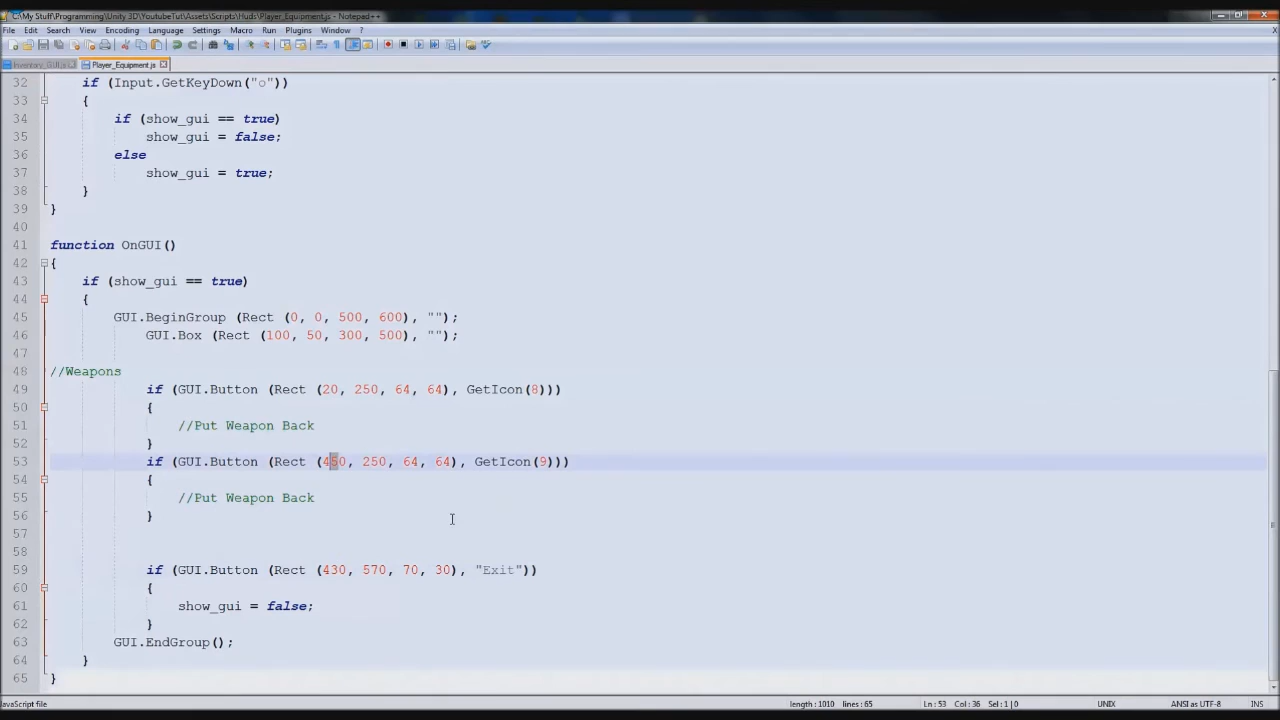 C:\My Stuff\Programming\Unity 3D\YoutubeTut\Assets\Scripts\Huds\Player_Equipment.js - Notepad++
File Edit Search View Encoding Language Settings Macro Run Plugins Window ? X
Inventory_GUI.js Player_Equipment.js
32 if (Input.GetKeyDown("o"))
33 {
34 if (show_gui == true)
35 show_gui = false;
36 else
37 show_gui = true;
38 }
39 }
40
41 function OnGUI()
42 {
43 if (show_gui == true)
44 {
45 GUI.BeginGroup (Rect (0, 0, 500, 600), "");
46 GUI.Box (Rect (100, 50, 300, 500), "");
47
48 //Weapons
49 if (GUI.Button (Rect (20, 250, 64, 64), GetIcon(8)))
50 {
51 //Put Weapon Back
52 }
53 if (GUI.Button (Rect (450, 250, 64, 64), GetIcon(9)))
54 {
55 //Put Weapon Back
56 }
57
58
59 if (GUI.Button (Rect (430, 570, 70, 30), "Exit"))
60 {
61 show_gui = false;
62 }
63 GUI.EndGroup();
64 }
65 }
JavaScript file length : 1010 lines : 65 Ln : 53 Col : 36 Sel : 1 | 0 UNIX ANSI as UTF-8 INS